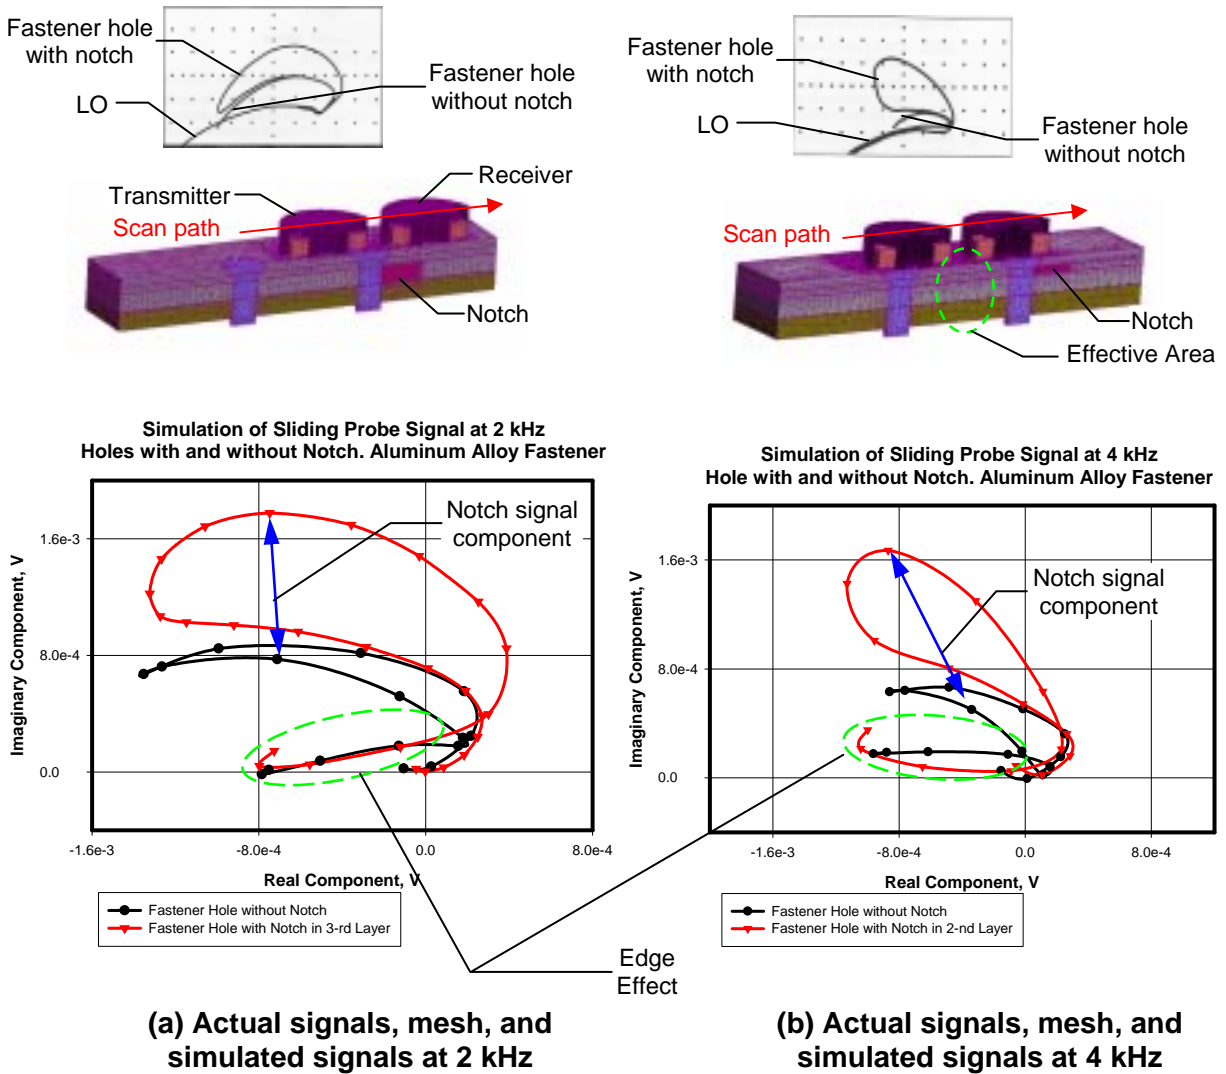 Fastener hole
with notch
LO
Fastener hole
without notch
Fastener hole
with notch
LO
Fastener hole
without notch
Transmitter
Receiver
Scan path
Notch
Scan path
Notch
Effective Area
Simulation of Sliding Probe Signal at 2 kHz
Holes with and without Notch. Aluminum Alloy Fastener
Notch signal
component
Imaginary Component, V
1.6e-3
8.0e-4
0.0
-1.6e-3
-8.0e-4
0.0
8.0e-4
Real Component, V
Fastener Hole without Notch
Fastener Hole with Notch in 3-rd Layer
Simulation of Sliding Probe Signal at 4 kHz
Hole with and without Notch. Aluminum Alloy Fastener
Notch signal
component
Imaginary Component, V
1.6e-3
8.0e-4
0.0
-1.6e-3
-8.0e-4
0.0
8.0e-4
Real Component, V
Fastener Hole without Notch
Fastener Hole with Notch in 2-nd Layer
Edge
Effect
(a) Actual signals, mesh, and
simulated signals at 2 kHz
(b) Actual signals, mesh, and
simulated signals at 4 kHz